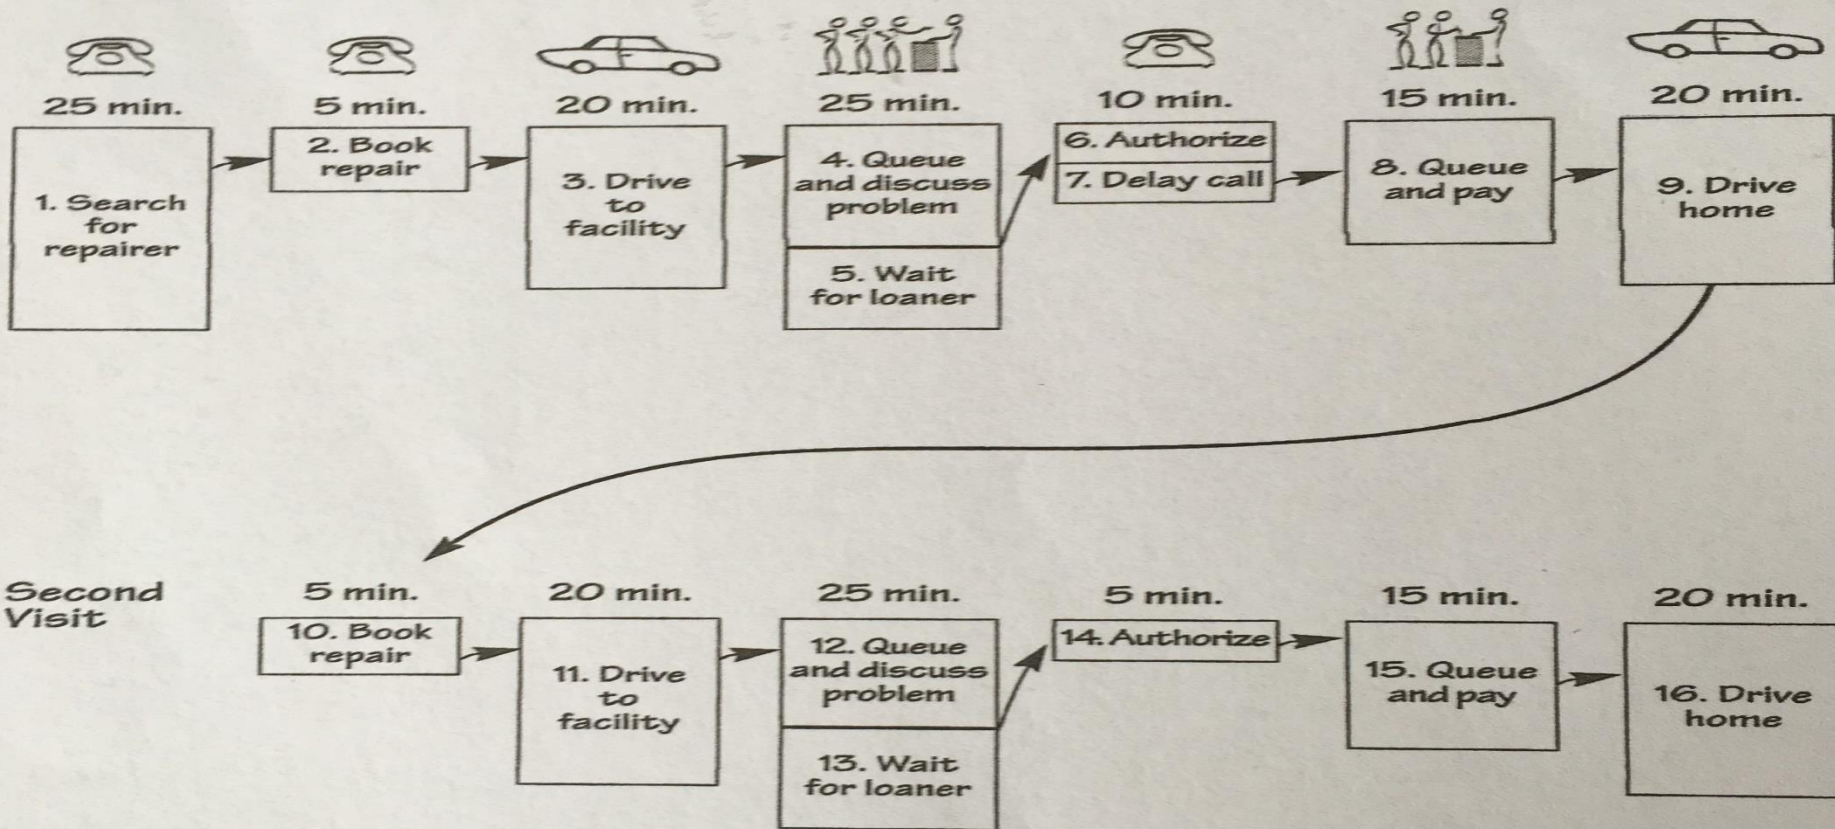 25 min.
5 min.
20 min.
25 min.
10 min.
15 min.
20 min.
1. Search
for
repairer
2. Book
repair
3. Drive
to
facility
4. Queue
and discuss
problem
5. Wait
for loaner
6. Authorize
7. Delay call
8. Queue
and pay
9. Drive
home
Second
Visit
5 min.
20 min.
25 min.
5 min.
15 min.
20 min.
10. Book
repair
11. Drive
to
facility
12. Queue
and discuss
problem
13. Wait
for loaner
14. Authorize
15. Queue
and pay
16. Drive
home